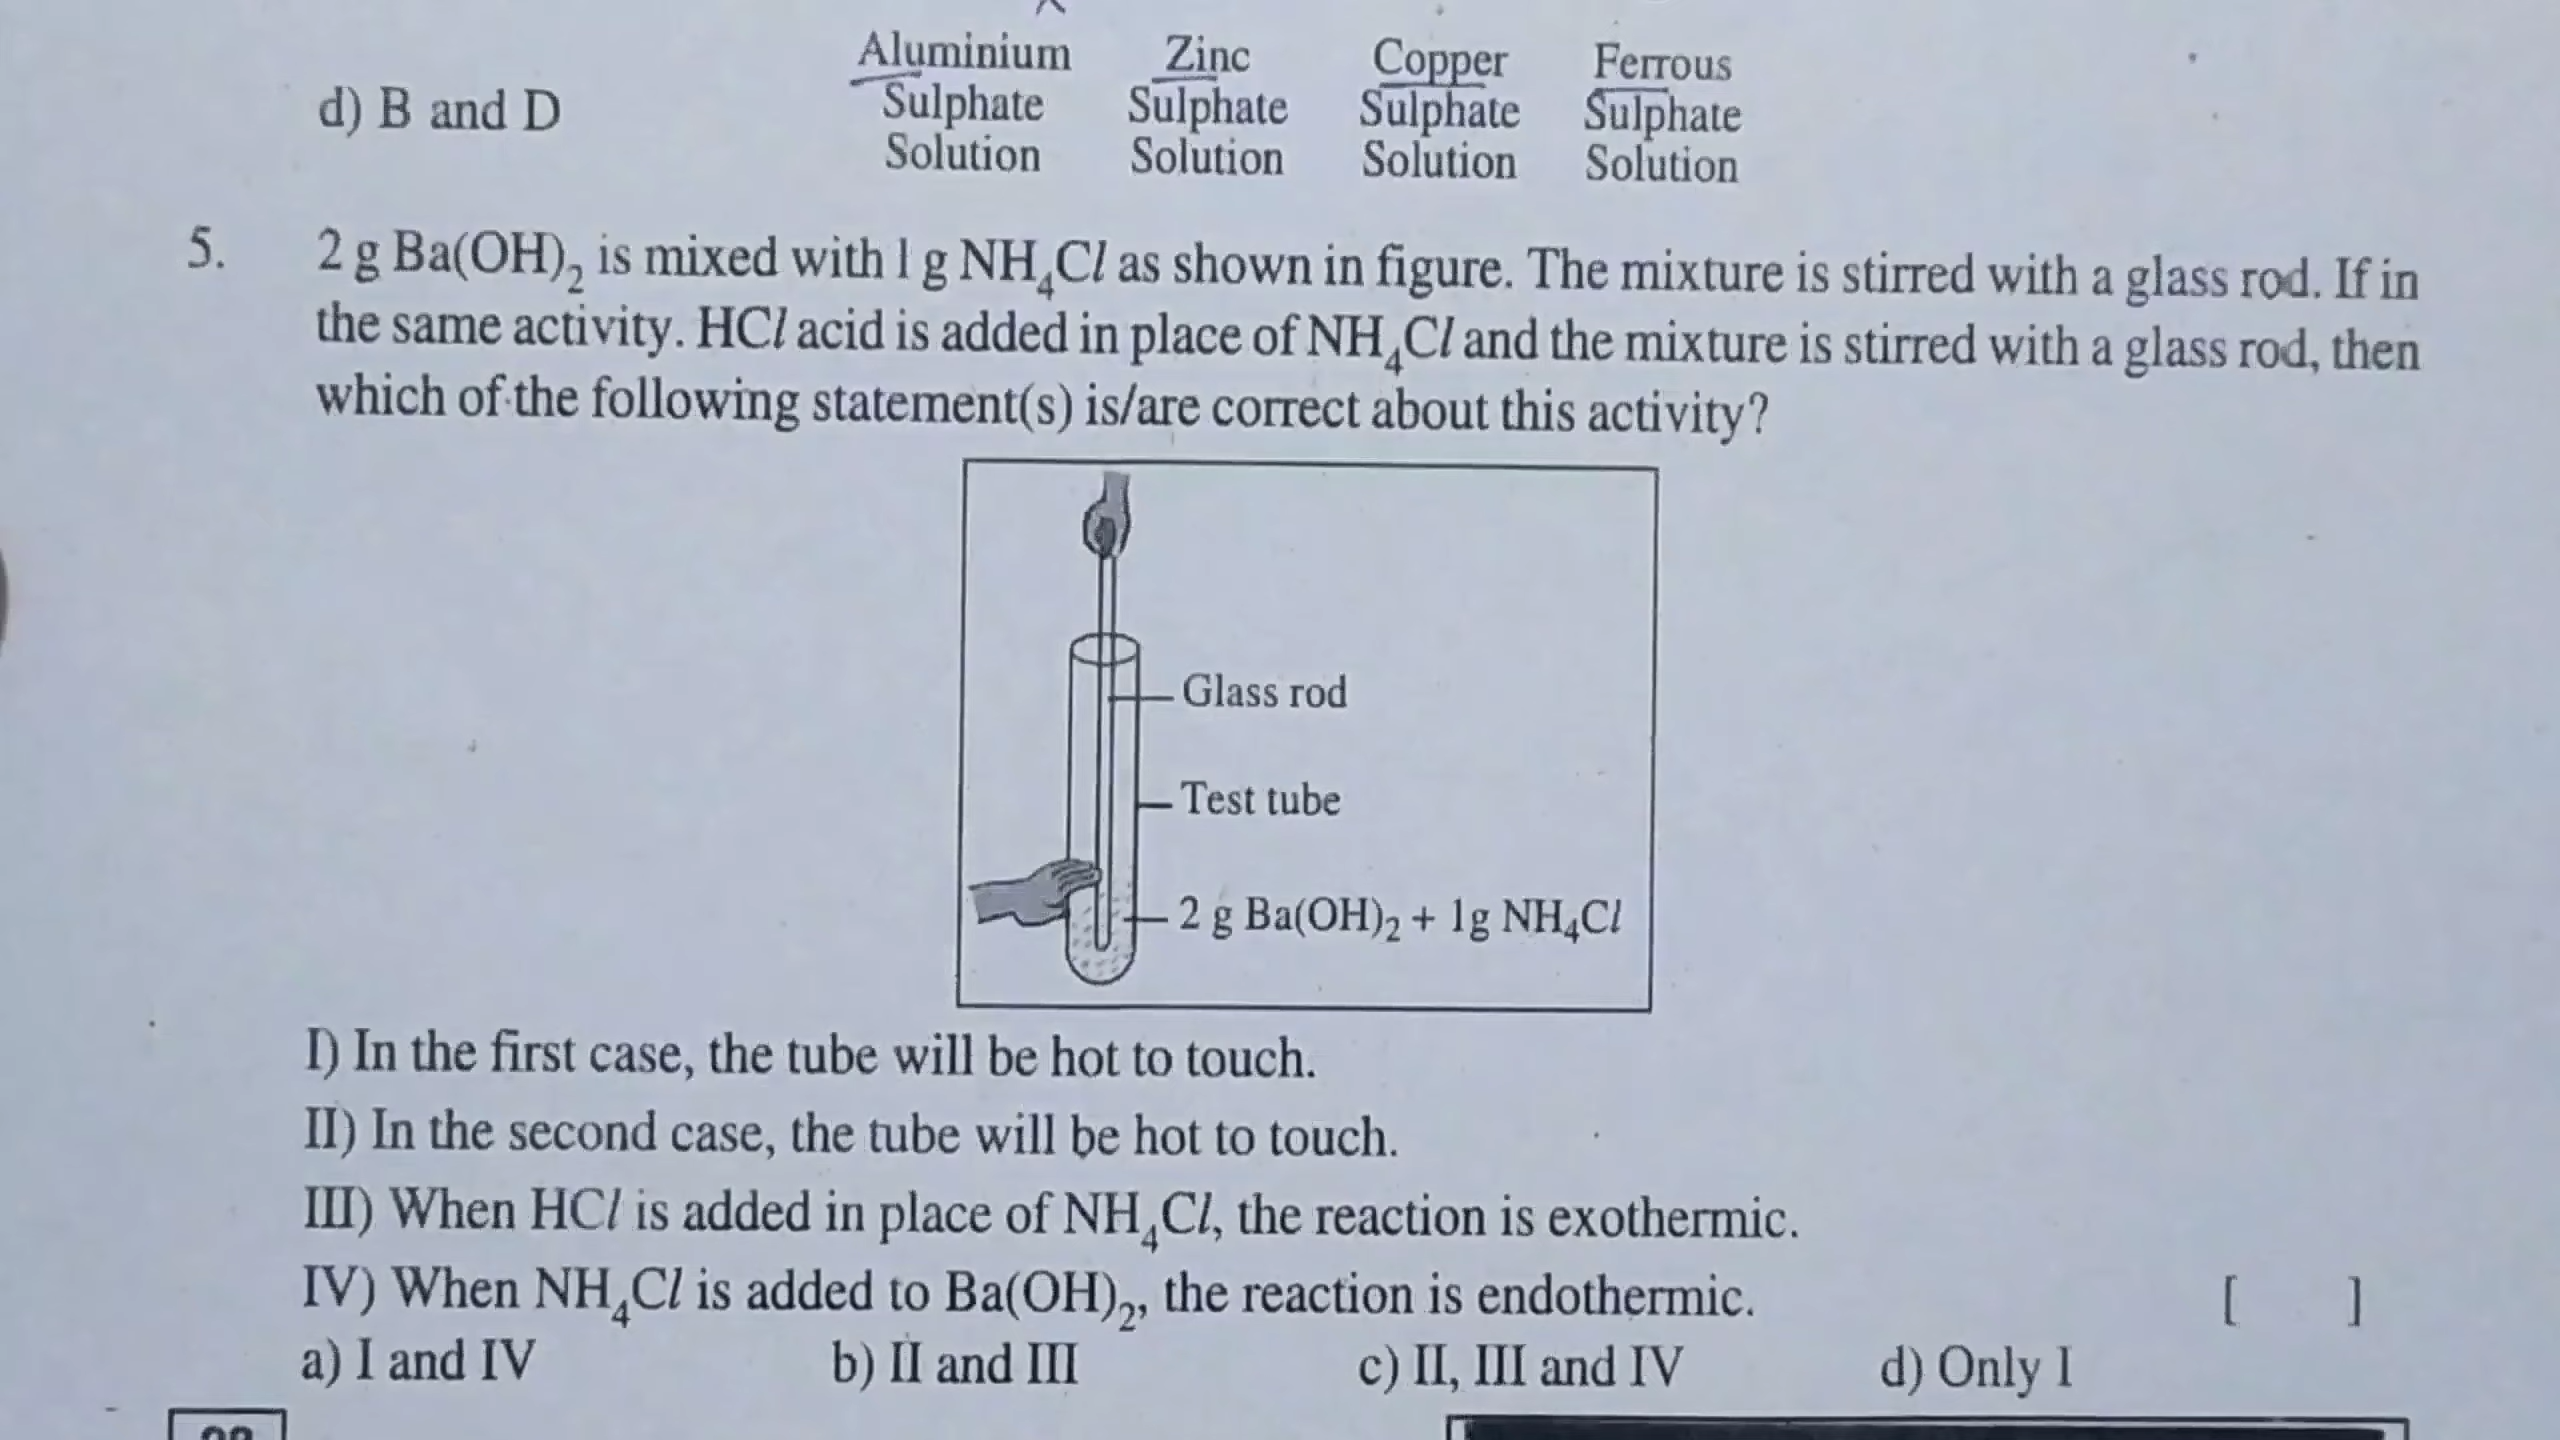 Aluminium Zinc Copper Ferrous
d) B and D Sulphate Sulphate Sulphate Sulphate
Solution Solution Solution Solution
5. 2 g Ba(OH)₂ is mixed with 1 g NH₄Cl as shown in figure. The mixture is stirred with a glass rod. If in
the same activity. HCl acid is added in place of NH₄Cl and the mixture is stirred with a glass rod, then
which of the following statement(s) is/are correct about this activity?
Glass rod
Test tube
2 g Ba(OH)₂ + 1g NH₄Cl
I) In the first case, the tube will be hot to touch.
II) In the second case, the tube will be hot to touch.
III) When HCl is added in place of NH₄Cl, the reaction is exothermic.
IV) When NH₄Cl is added to Ba(OH)₂, the reaction is endothermic. [ ]
a) I and IV b) II and III c) II, III and IV d) Only I